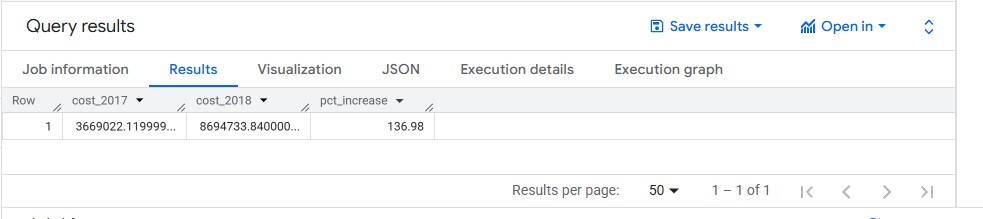 Query results Save results Open in
Job information Results Visualization JSON Execution details Execution graph
Row cost_2017 cost_2018 pct_increase
1 3669022.119999... 8694733.840000... 136.98
Results per page: 50 1 – 1 of 1